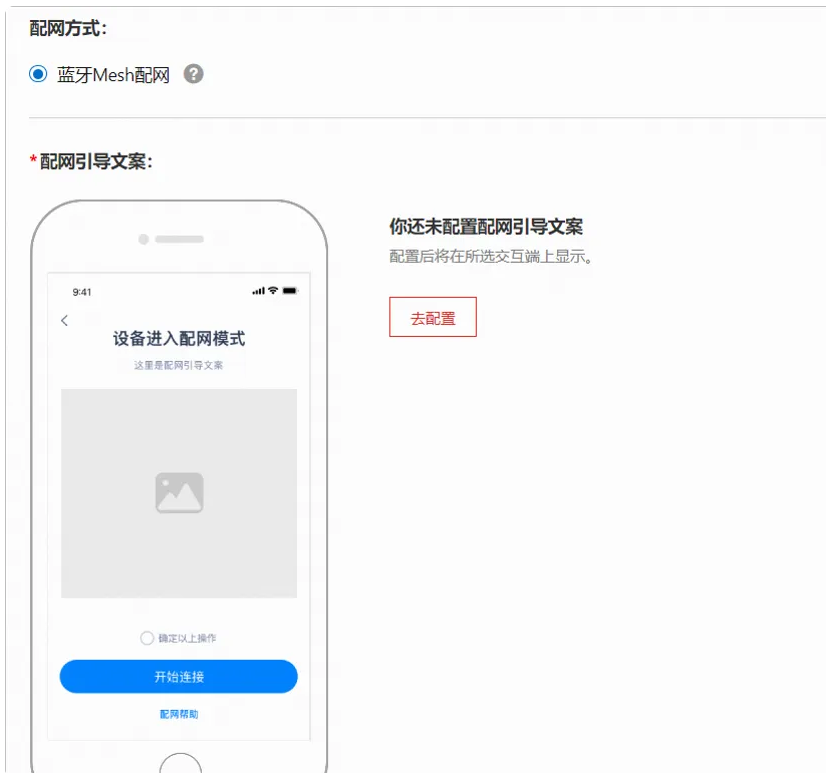 配网方式：
蓝牙Mesh配网 ?
*配网引导文案：
你还未配置配网引导文案
配置后将在所选交互端上显示。
去配置
9:41
设备进入配网模式
这里是配网引导文案
确定以上操作
开始连接
配网帮助